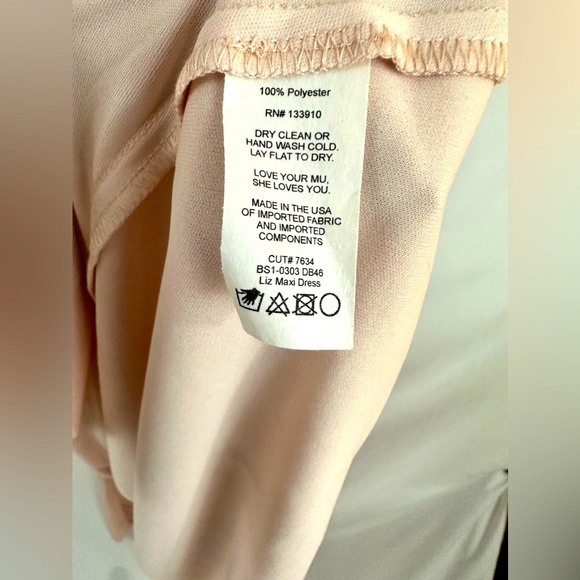 100% Polyester
RN# 133910
DRY CLEAN OR
HAND WASH COLD.
LAY FLAT TO DRY.
LOVE YOUR MU,
SHE LOVES YOU.
MADE IN THE USA
OF IMPORTED FABRIC
AND IMPORTED
COMPONENTS
CUT# 7634
BS1-0303 DB46
Liz Maxi Dress